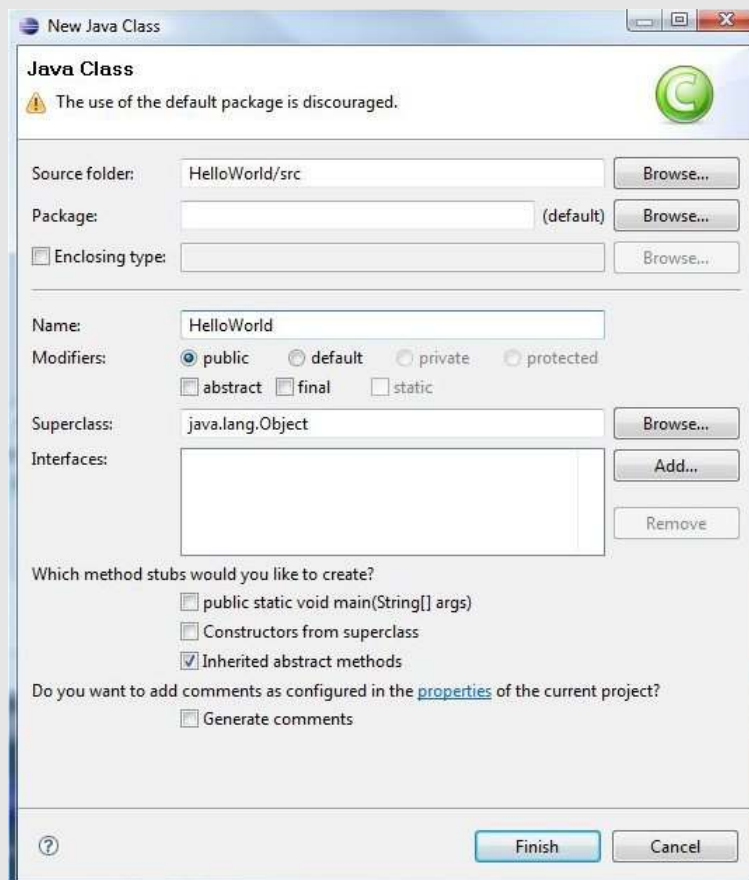 New Java Class
Java Class
The use of the default package is discouraged.
Source folder: HelloWorld/src Browse...
Package: (default) Browse...
Enclosing type: Browse...
Name: HelloWorld
Modifiers: public default private protected
abstract final static
Superclass: java.lang.Object Browse...
Interfaces: Add...
Remove
Which method stubs would you like to create?
public static void main(String[] args)
Constructors from superclass
Inherited abstract methods
Do you want to add comments as configured in the properties of the current project?
Generate comments
Finish Cancel